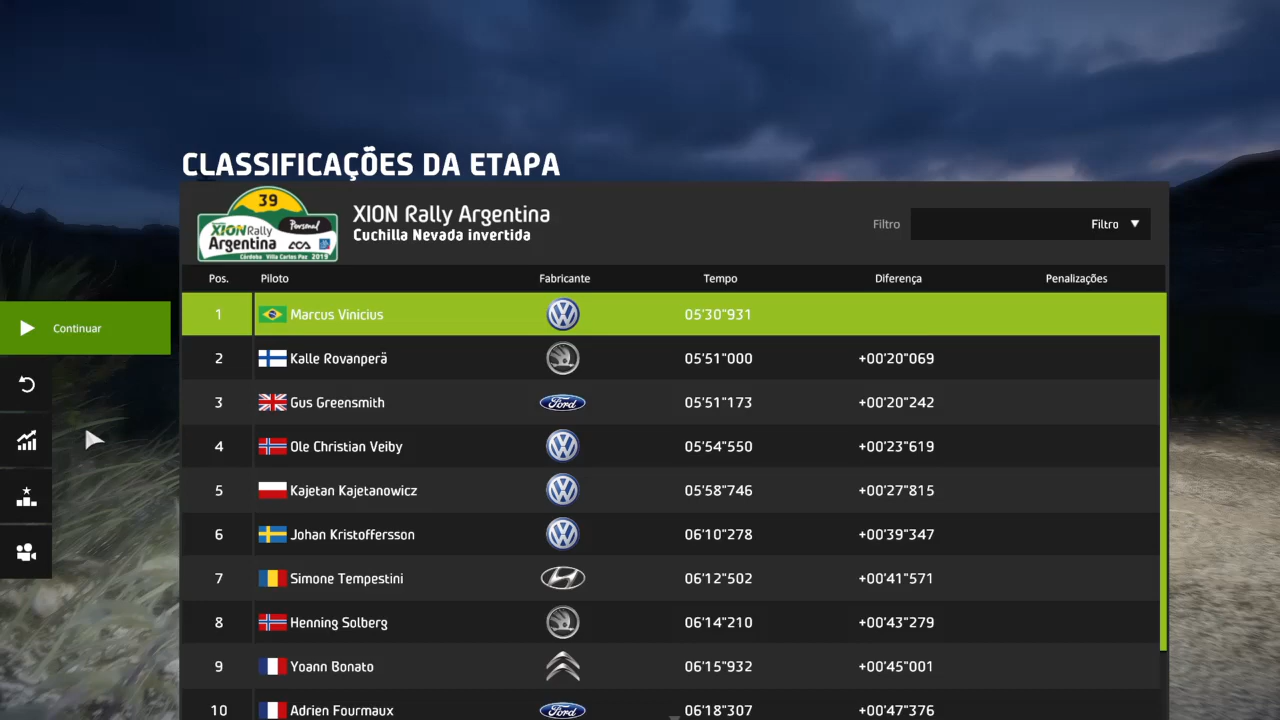 CLASSIFICAÇÕES DA ETAPA
39
XION Rally
Argentina
Personal
ACA
Córdoba Villa Carlos Paz 2019
XION Rally Argentina
Cuchilla Nevada invertida
Filtro
Filtro
Pos. Piloto Fabricante Tempo Diferença Penalizações
1 Marcus Vinicius 05'30"931
2 Kalle Rovanperä 05'51"000 +00'20"069
3 Gus Greensmith Ford 05'51"173 +00'20"242
4 Ole Christian Veiby 05'54"550 +00'23"619
5 Kajetan Kajetanowicz 05'58"746 +00'27"815
6 Johan Kristoffersson 06'10"278 +00'39"347
7 Simone Tempestini 06'12"502 +00'41"571
8 Henning Solberg 06'14"210 +00'43"279
9 Yoann Bonato 06'15"932 +00'45"001
10 Adrien Fourmaux Ford 06'18"307 +00'47"376
Continuar